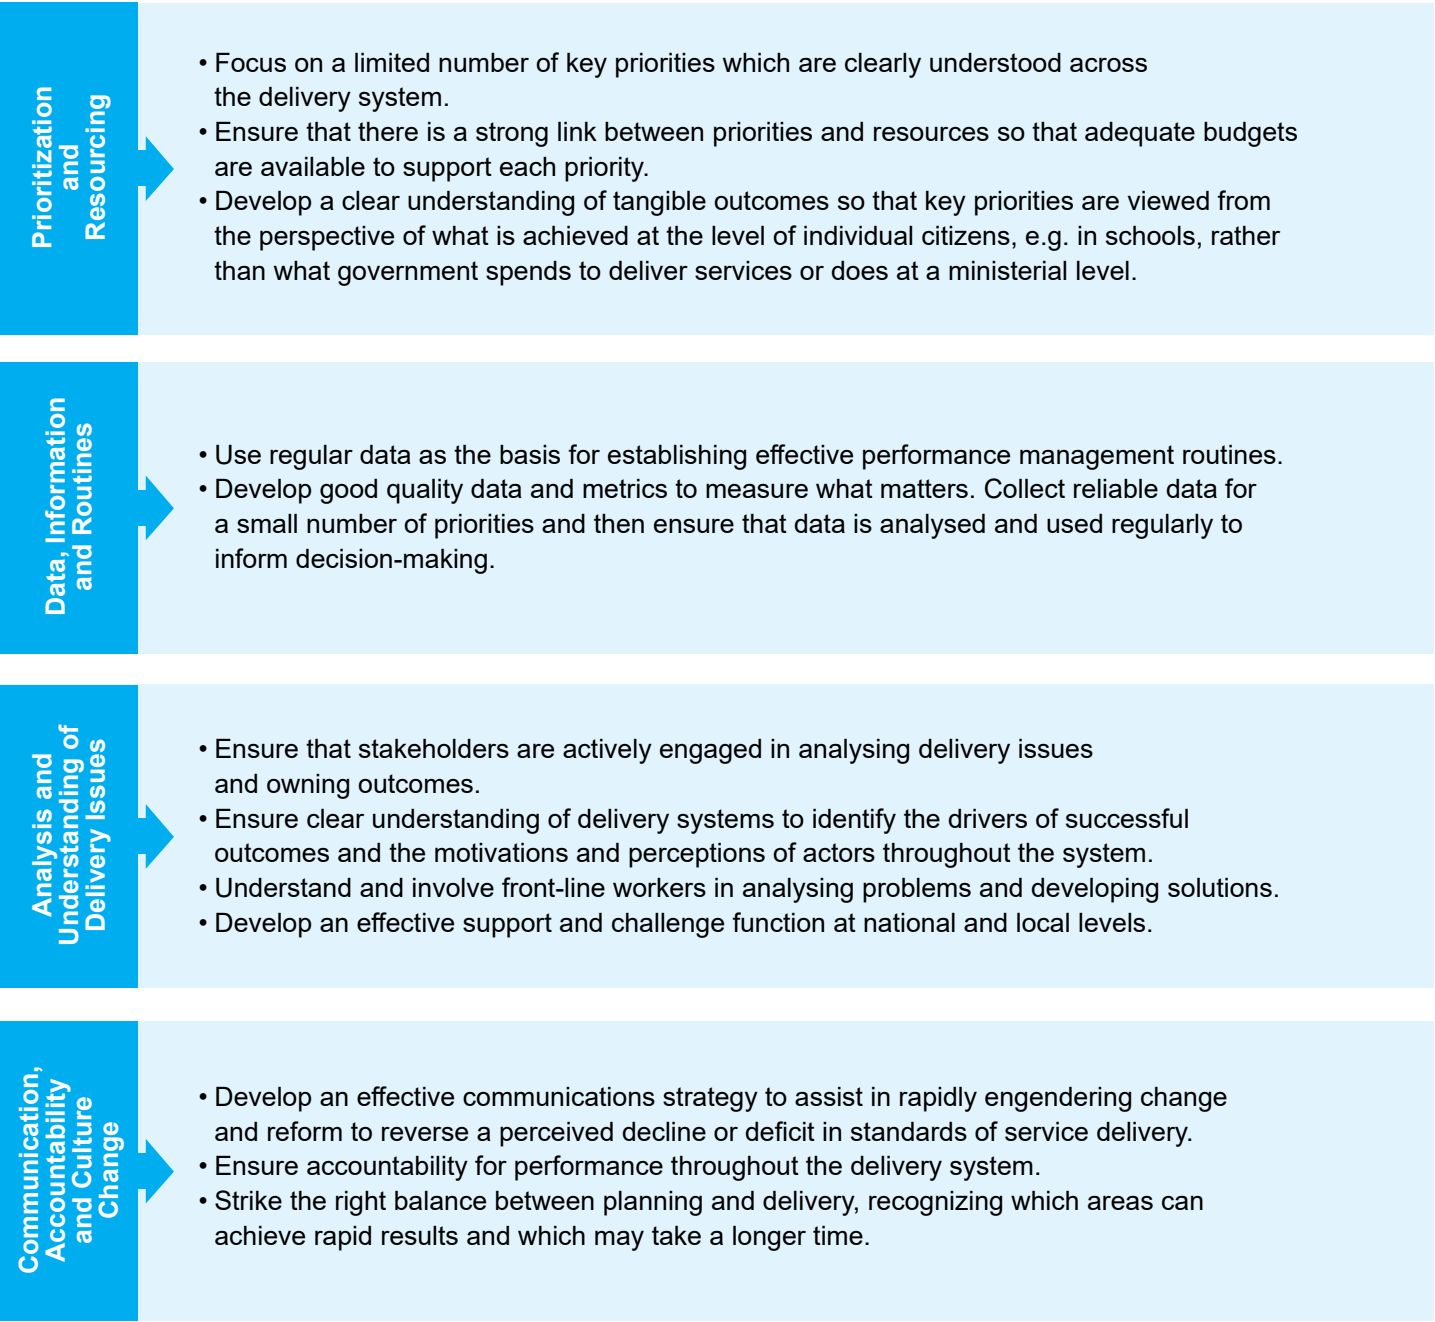 Prioritization
and
Resourcing
• Focus on a limited number of key priorities which are clearly understood across
the delivery system.
• Ensure that there is a strong link between priorities and resources so that adequate budgets
are available to support each priority.
• Develop a clear understanding of tangible outcomes so that key priorities are viewed from
the perspective of what is achieved at the level of individual citizens, e.g. in schools, rather
than what government spends to deliver services or does at a ministerial level.
Data, Information
and Routines
• Use regular data as the basis for establishing effective performance management routines.
• Develop good quality data and metrics to measure what matters. Collect reliable data for
a small number of priorities and then ensure that data is analysed and used regularly to
inform decision-making.
Analysis and
Understanding of
Delivery Issues
• Ensure that stakeholders are actively engaged in analysing delivery issues
and owning outcomes.
• Ensure clear understanding of delivery systems to identify the drivers of successful
outcomes and the motivations and perceptions of actors throughout the system.
• Understand and involve front-line workers in analysing problems and developing solutions.
• Develop an effective support and challenge function at national and local levels.
Communication,
Accountability
and Culture
Change
• Develop an effective communications strategy to assist in rapidly engendering change
and reform to reverse a perceived decline or deficit in standards of service delivery.
• Ensure accountability for performance throughout the delivery system.
• Strike the right balance between planning and delivery, recognizing which areas can
achieve rapid results and which may take a longer time.